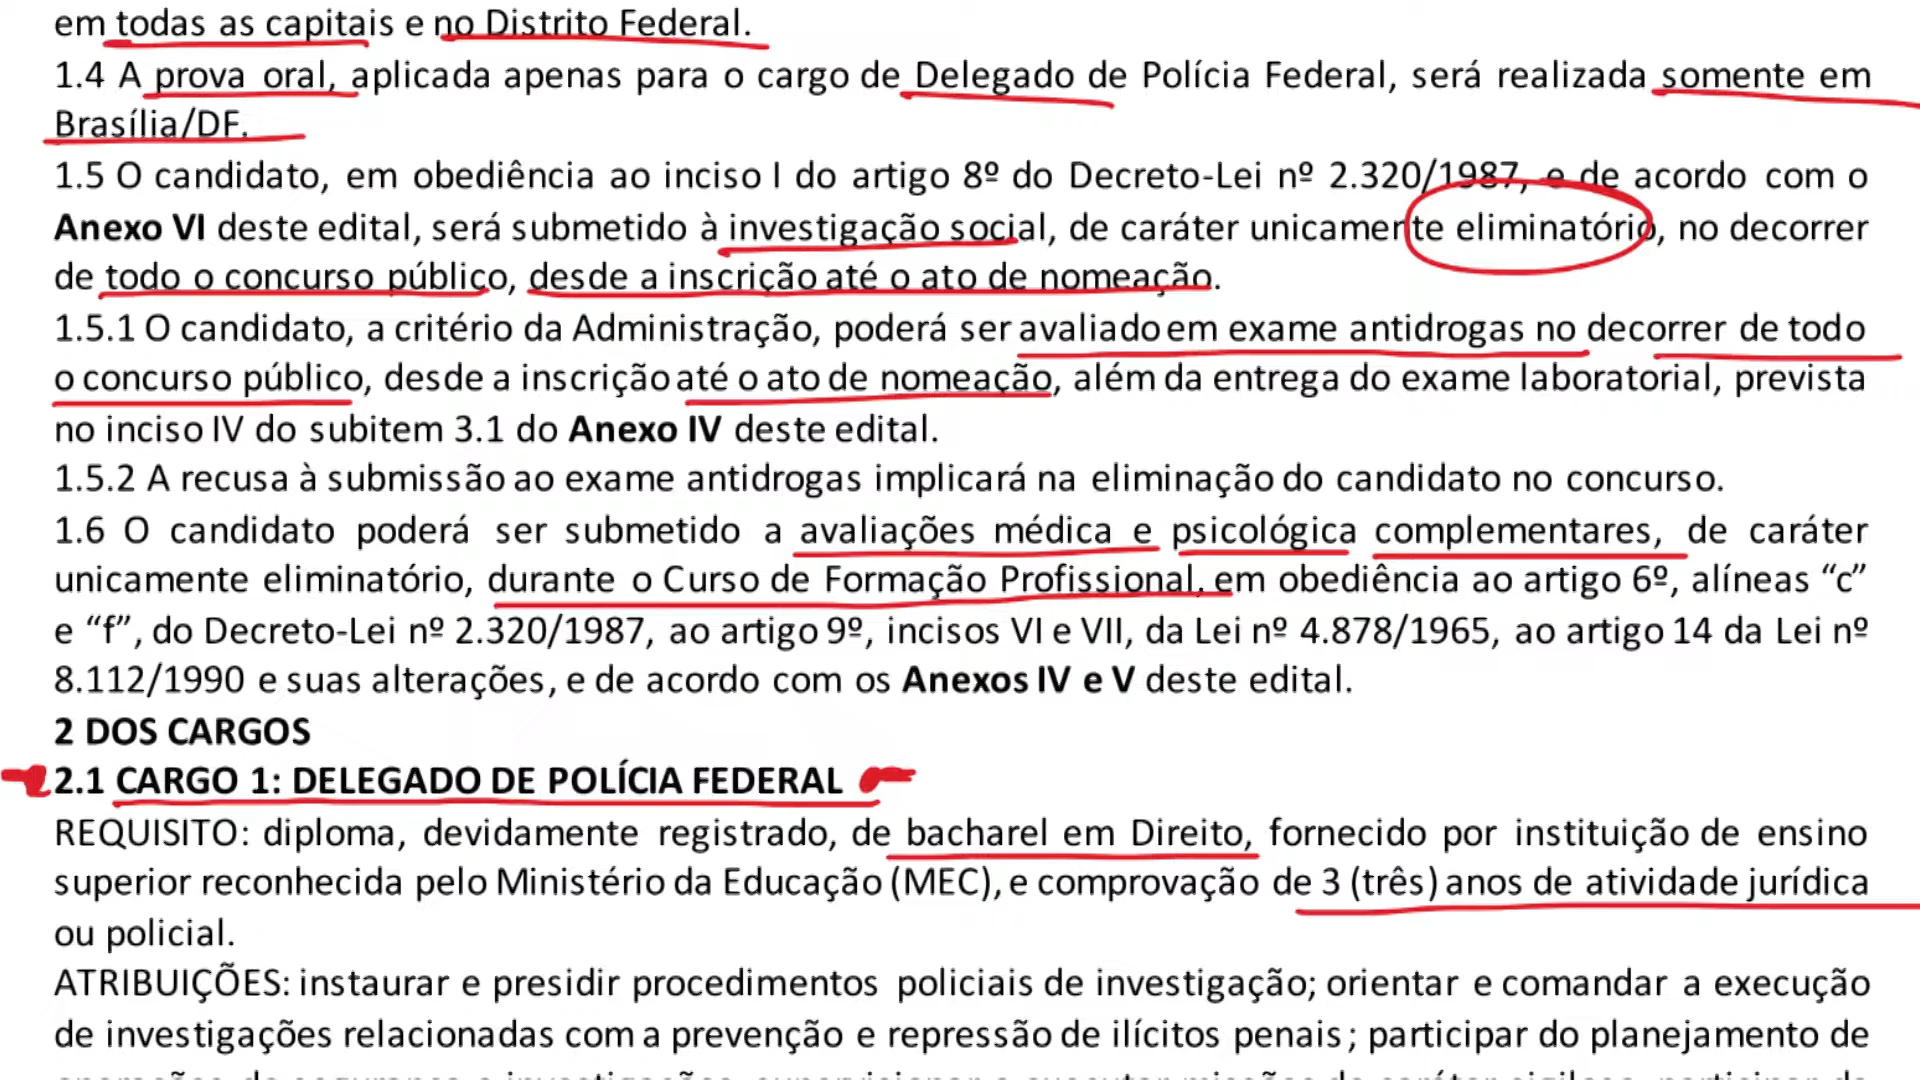 em todas as capitais e no Distrito Federal.
1.4 A prova oral, aplicada apenas para o cargo de Delegado de Polícia Federal, será realizada somente em
Brasília/DF.
1.5 O candidato, em obediência ao inciso I do artigo 8º do Decreto-Lei nº 2.320/1987, e de acordo com o
Anexo VI deste edital, será submetido à investigação social, de caráter unicamente eliminatório, no decorrer
de todo o concurso público, desde a inscrição até o ato de nomeação.
1.5.1 O candidato, a critério da Administração, poderá ser avaliado em exame antidrogas no decorrer de todo
o concurso público, desde a inscrição até o ato de nomeação, além da entrega do exame laboratorial, prevista
no inciso IV do subitem 3.1 do Anexo IV deste edital.
1.5.2 A recusa à submissão ao exame antidrogas implicará na eliminação do candidato no concurso.
1.6 O candidato poderá ser submetido a avaliações médica e psicológica complementares, de caráter
unicamente eliminatório, durante o Curso de Formação Profissional, em obediência ao artigo 6º, alíneas “c”
e “f”, do Decreto-Lei nº 2.320/1987, ao artigo 9º, incisos VI e VII, da Lei nº 4.878/1965, ao artigo 14 da Lei nº
8.112/1990 e suas alterações, e de acordo com os Anexos IV e V deste edital.
2 DOS CARGOS
2.1 CARGO 1: DELEGADO DE POLÍCIA FEDERAL
REQUISITO: diploma, devidamente registrado, de bacharel em Direito, fornecido por instituição de ensino
superior reconhecida pelo Ministério da Educação (MEC), e comprovação de 3 (três) anos de atividade jurídica
ou policial.
ATRIBUIÇÕES: instaurar e presidir procedimentos policiais de investigação; orientar e comandar a execução
de investigações relacionadas com a prevenção e repressão de ilícitos penais; participar do planejamento de